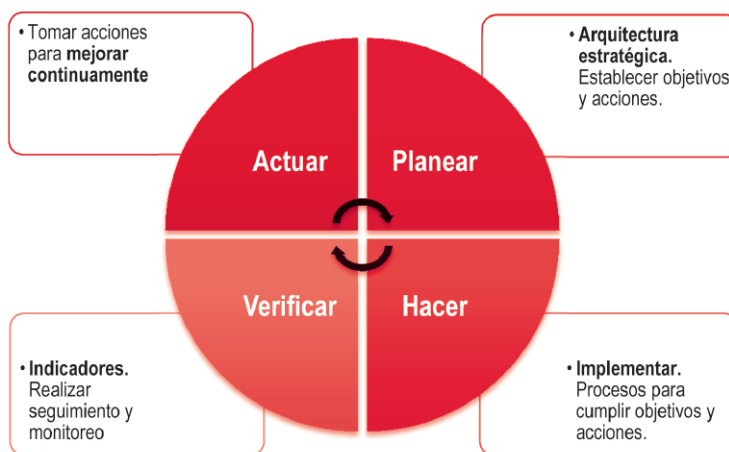 • Tomar acciones
para mejorar
continuamente
• Arquitectura
estratégica.
Establecer objetivos
y acciones.
Actuar
Planear
Verificar
Hacer
• Indicadores.
Realizar
seguimiento y
monitoreo
• Implementar.
Procesos para
cumplir objetivos y
acciones.